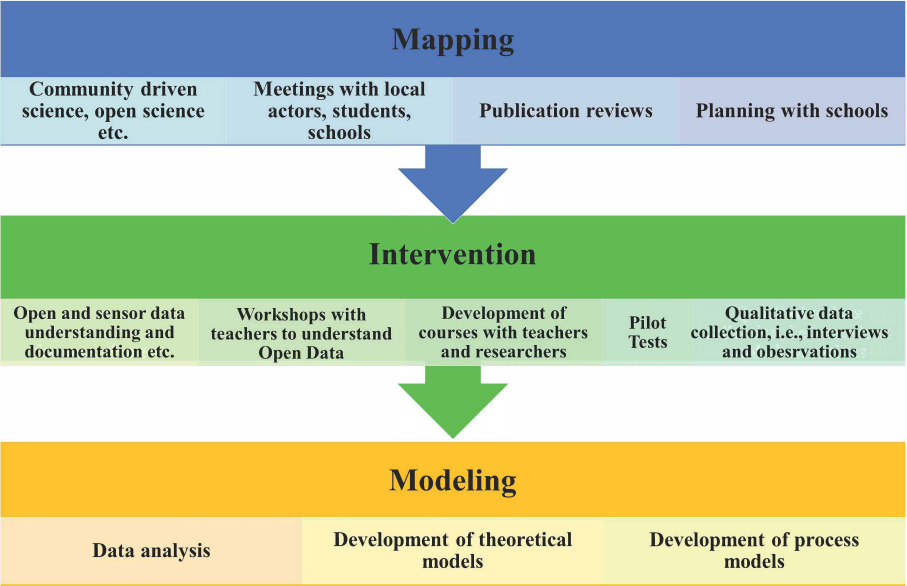 Mapping
Community driven
science, open science
etc.
Meetings with local
actors, students,
schools
Publication reviews
Planning with schools
Intervention
Open and sensor data
understanding and
documentation etc.
Workshops with
teachers to understand
Open Data
Development of
courses with teachers
and researchers
Pilot
Tests
Qualitative data
collection, i.e., interviews
and obesrvations
Modeling
Data analysis
Development of theoretical
models
Development of process
models